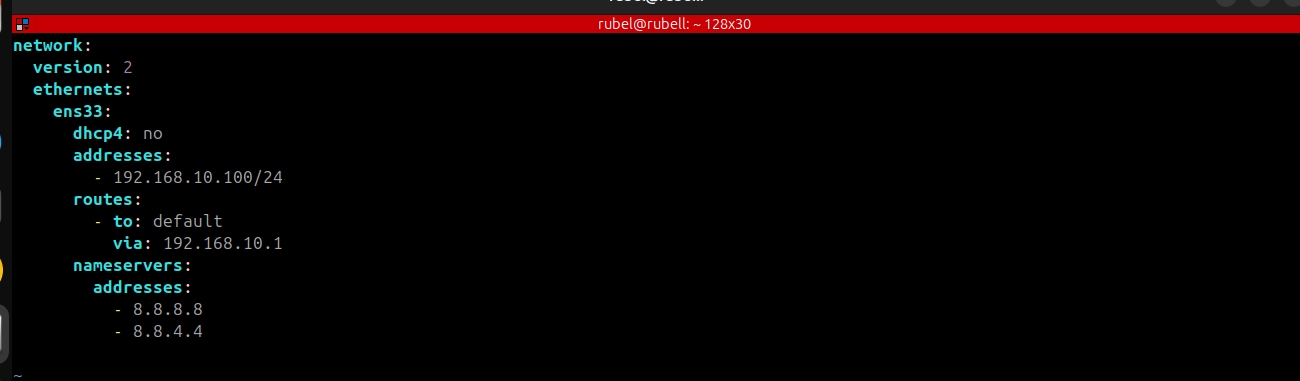 rubel@rubell: ~ 128x30
network:
  version: 2
  ethernets:
    ens33:
      dhcp4: no
      addresses:
        - 192.168.10.100/24
      routes:
        - to: default
          via: 192.168.10.1
      nameservers:
        addresses:
          - 8.8.8.8
          - 8.8.4.4
~